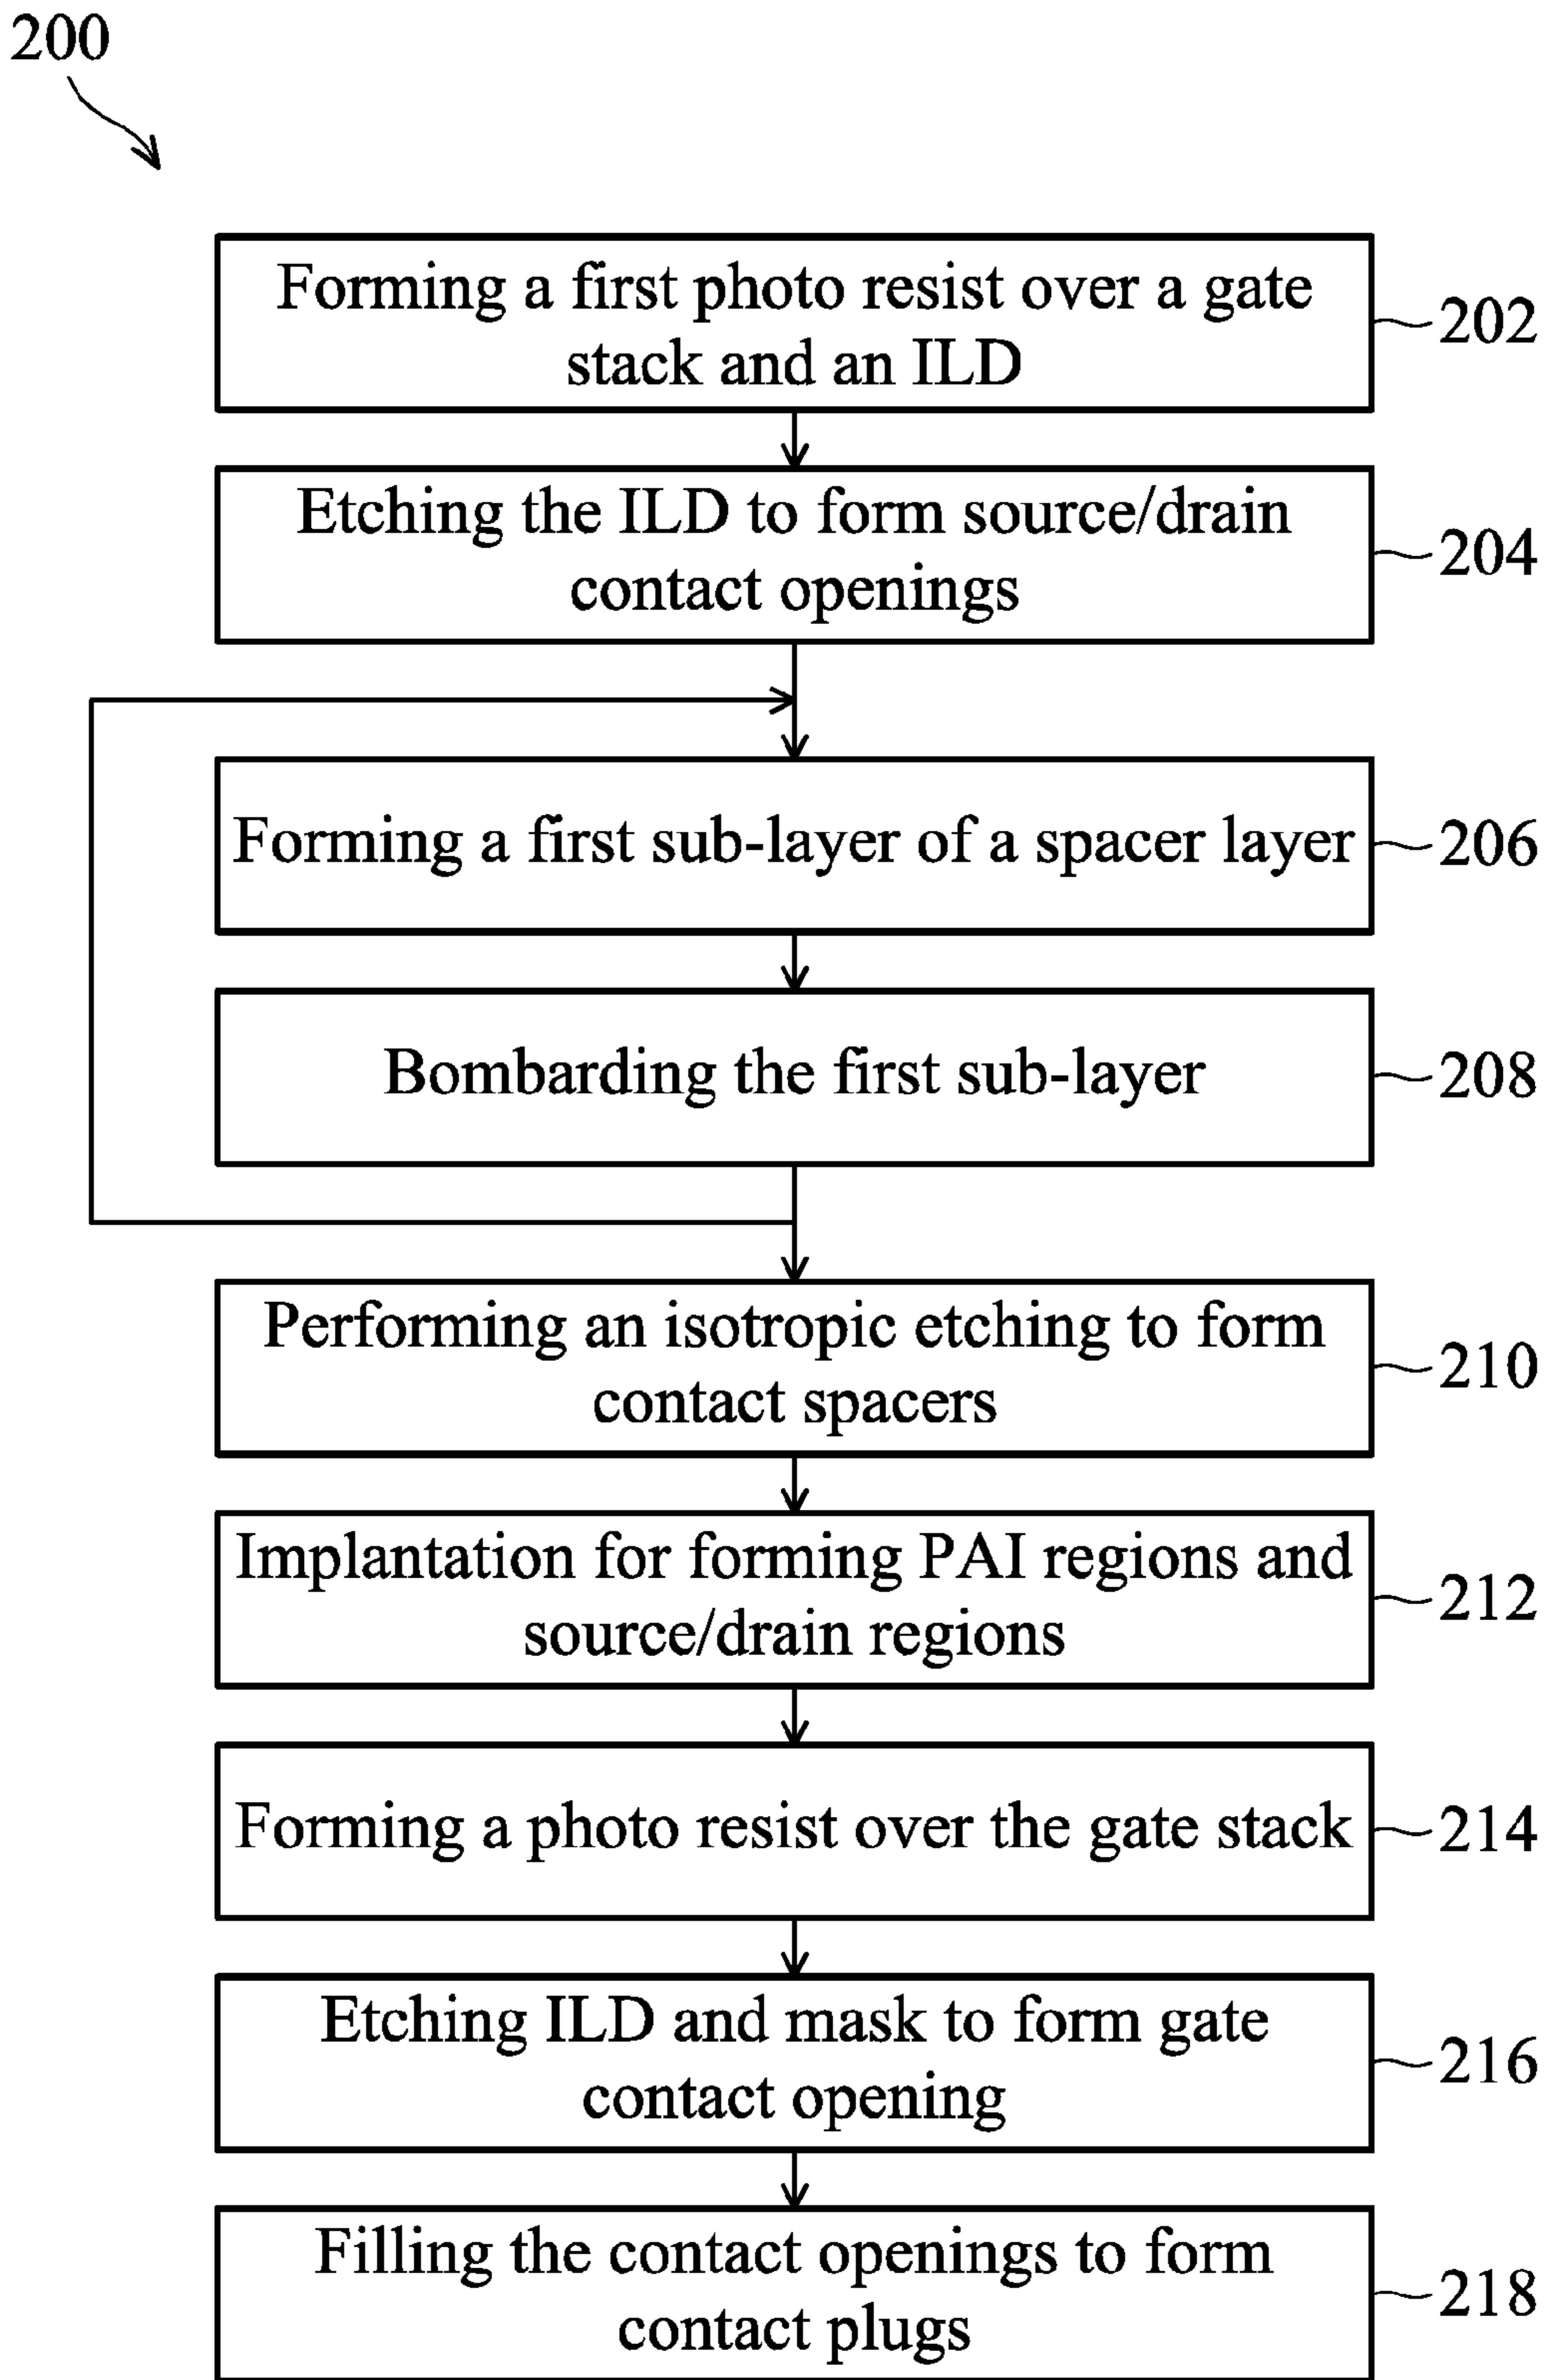 200
Forming a first photo resist over a gate
stack and an ILD
202
Etching the ILD to form source/drain
contact openings
204
Forming a first sub-layer of a spacer layer
206
Bombarding the first sub-layer
208
Performing an isotropic etching to form
contact spacers
210
Implantation for forming PAI regions and
source/drain regions
212
Forming a photo resist over the gate stack
214
Etching ILD and mask to form gate
contact opening
216
Filling the contact openings to form
contact plugs
218